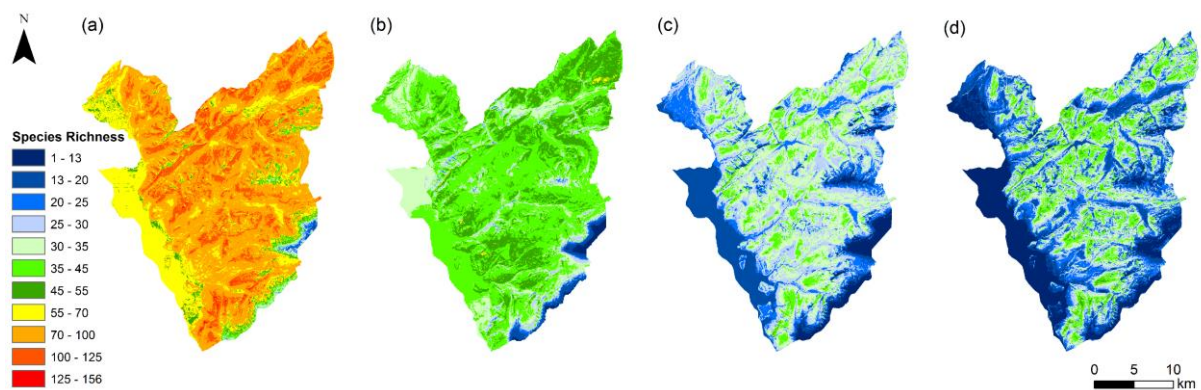 N
(a)
(b)
(c)
(d)
Species Richness
1 - 13
13 - 20
20 - 25
25 - 30
30 - 35
35 - 45
45 - 55
55 - 70
70 - 100
100 - 125
125 - 156
0 5 10
km